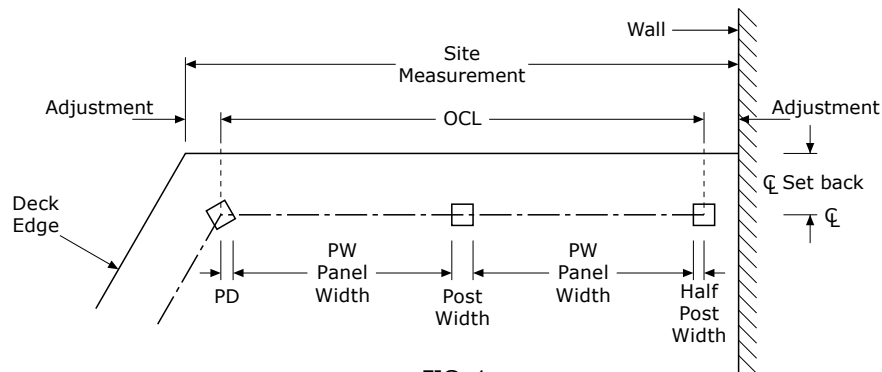 Wall
Site
Measurement
Adjustment
OCL
Adjustment
℄ Set back
Deck
Edge
℄
PW
Panel
Width
PW
Panel
Width
PD
Post
Width
Half
Post
Width